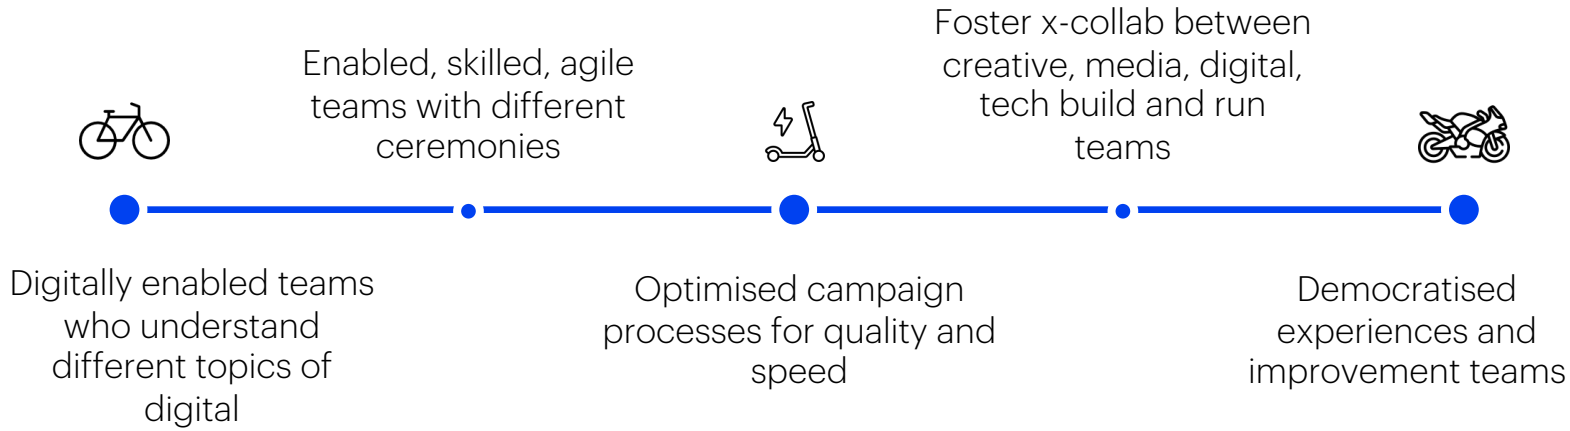 Enabled, skilled, agile
teams with different
ceremonies
Foster x-collab between
creative, media, digital,
tech build and run
teams
Digitally enabled teams
who understand
different topics of
digital
Optimised campaign
processes for quality and
speed
Democratised
experiences and
improvement teams